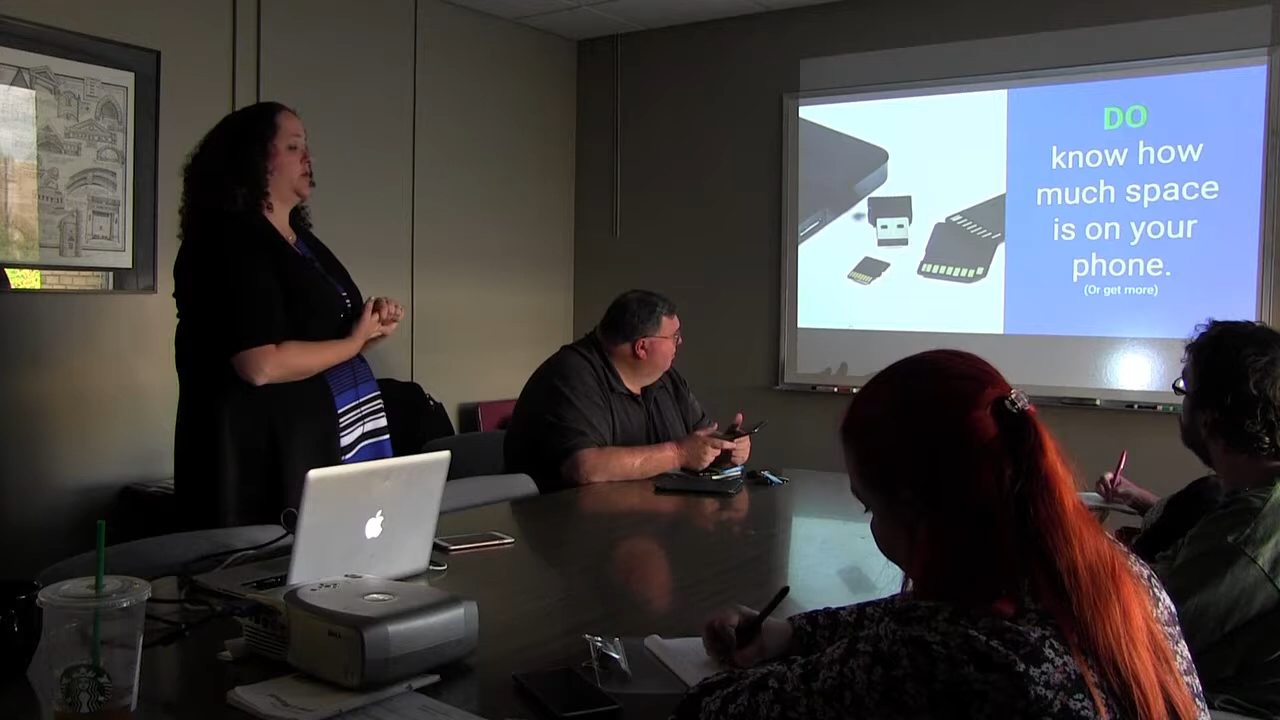 DO
know how
much space
is on your
phone.
(Or get more)